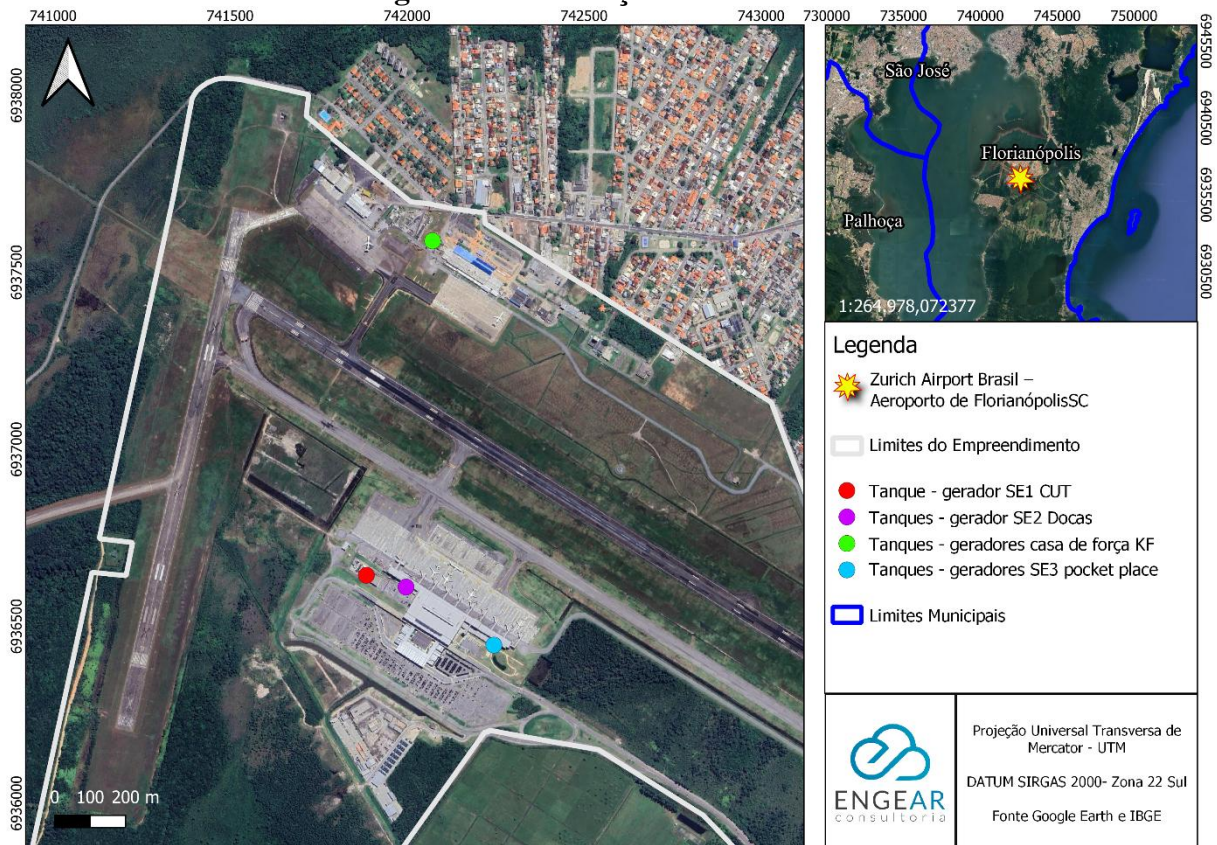 741000 741500 742000 742500 743000
730000 735000 740000 745000 750000
6938000
6937500
6937000
6936500
6936000
0 100 200 m
6945500
6940500
6935500
6930500
São José
Florianópolis
Palhoça
1:264.978,072377
Legenda
Zurich Airport Brasil –
Aeroporto de FlorianópolisSC
Limites do Empreendimento
Tanque - gerador SE1 CUT
Tanques - gerador SE2 Docas
Tanques - geradores casa de força KF
Tanques - geradores SE3 pocket place
Limites Municipais
ENGEAR
consultoria
Projeção Universal Transversa de
Mercator - UTM
DATUM SIRGAS 2000- Zona 22 Sul
Fonte Google Earth e IBGE